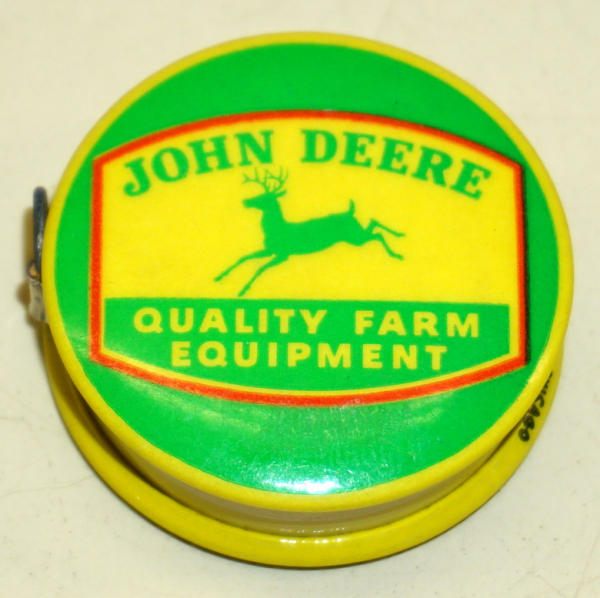 JOHN DEERE
QUALITY FARM
EQUIPMENT